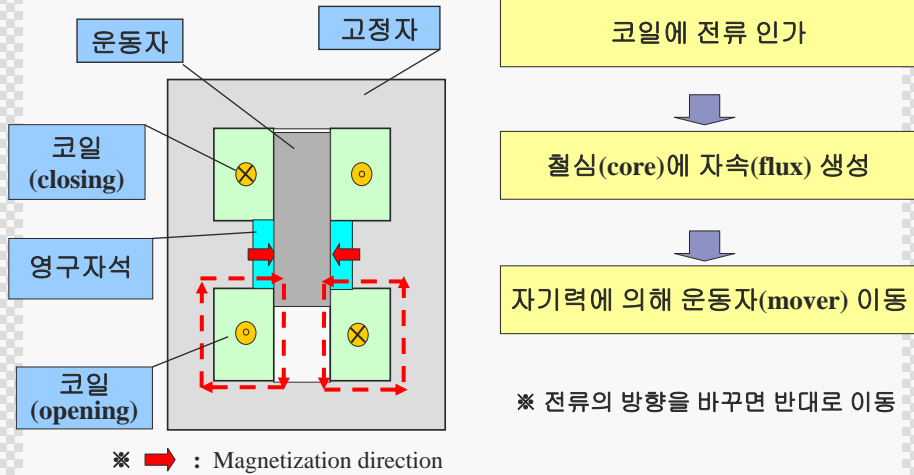 운동자
고정자
코일
(closing)
영구자석
코일
(opening)
※ : Magnetization direction
코일에 전류 인가
철심(core)에 자속(flux) 생성
자기력에 의해 운동자(mover) 이동
※ 전류의 방향을 바꾸면 반대로 이동